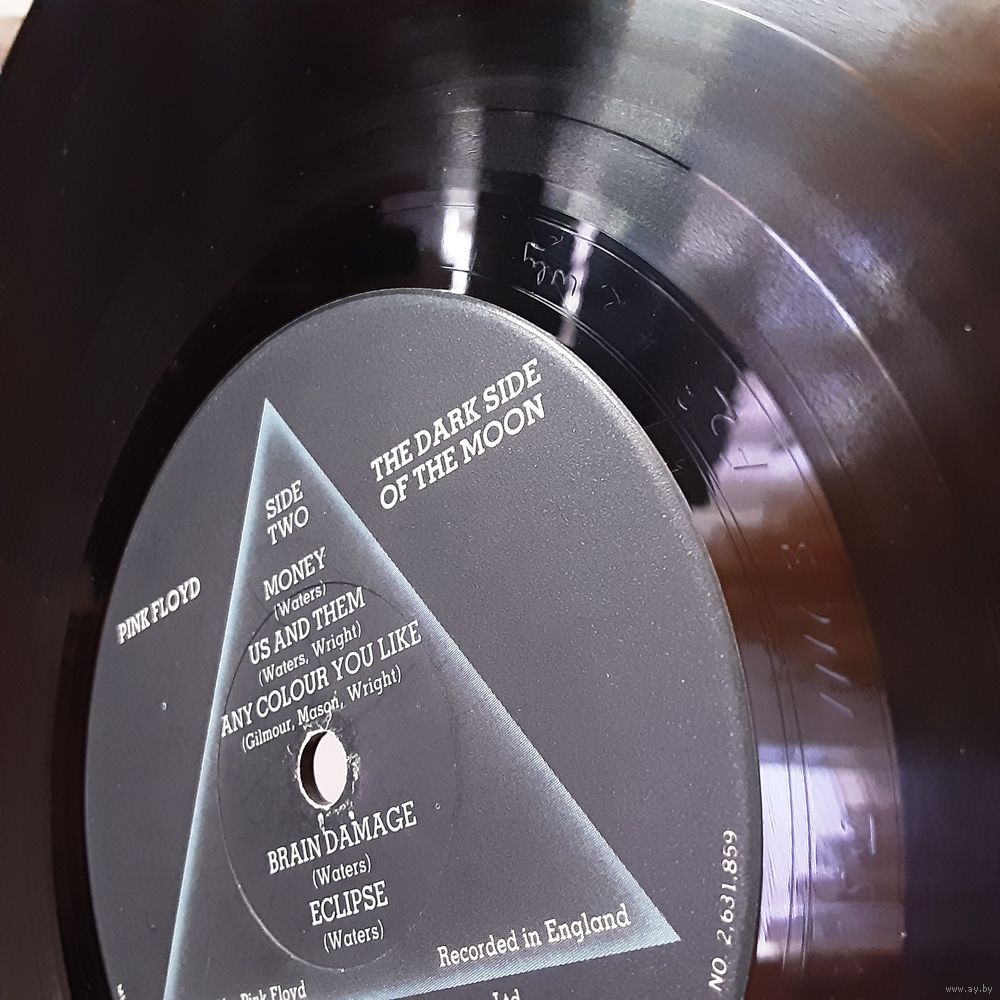 THE DARK SIDE
OF THE MOON
SIDE
TWO
PINK FLOYD
MONEY
(Waters)
US AND THEM
(Waters, Wright)
ANY COLOUR YOU LIKE
(Gilmour, Mason, Wright)
BRAIN DAMAGE
(Waters)
ECLIPSE
(Waters)
Recorded in England
Pink Floyd
Ltd
NO. 2,631,859
www.ay.by